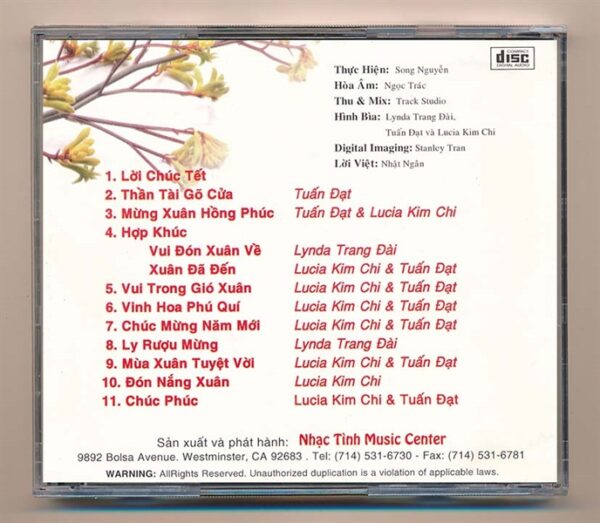 COMPACT
disc
DIGITAL AUDIO
Thực Hiện: Song Nguyễn
Hòa Âm: Ngọc Trác
Thu & Mix: Track Studio
Hình Bìa: Lynda Trang Đài,
Tuấn Đạt và Lucia Kim Chi
Digital Imaging: Stanley Tran
Lời Việt: Nhật Ngân
1. Lời Chúc Tết
2. Thần Tài Gõ Cửa Tuấn Đạt
3. Mừng Xuân Hồng Phúc Tuấn Đạt & Lucia Kim Chi
4. Hợp Khúc
Vui Đón Xuân Về Lynda Trang Đài
Xuân Đã Đến Lucia Kim Chi & Tuấn Đạt
5. Vui Trong Gió Xuân Lucia Kim Chi & Tuấn Đạt
6. Vinh Hoa Phú Quí Lucia Kim Chi & Tuấn Đạt
7. Chúc Mừng Năm Mới Lucia Kim Chi & Tuấn Đạt
8. Ly Rượu Mừng Lynda Trang Đài
9. Mùa Xuân Tuyệt Vời Lucia Kim Chi & Tuấn Đạt
10. Đón Nắng Xuân Lucia Kim Chi
11. Chúc Phúc Lucia Kim Chi & Tuấn Đạt
Sản xuất và phát hành: Nhạc Tình Music Center
9892 Bolsa Avenue. Westminster, CA 92683 . Tel: (714) 531-6730 - Fax: (714) 531-6781
WARNING: AllRights Reserved. Unauthorized duplication is a violation of applicable laws.